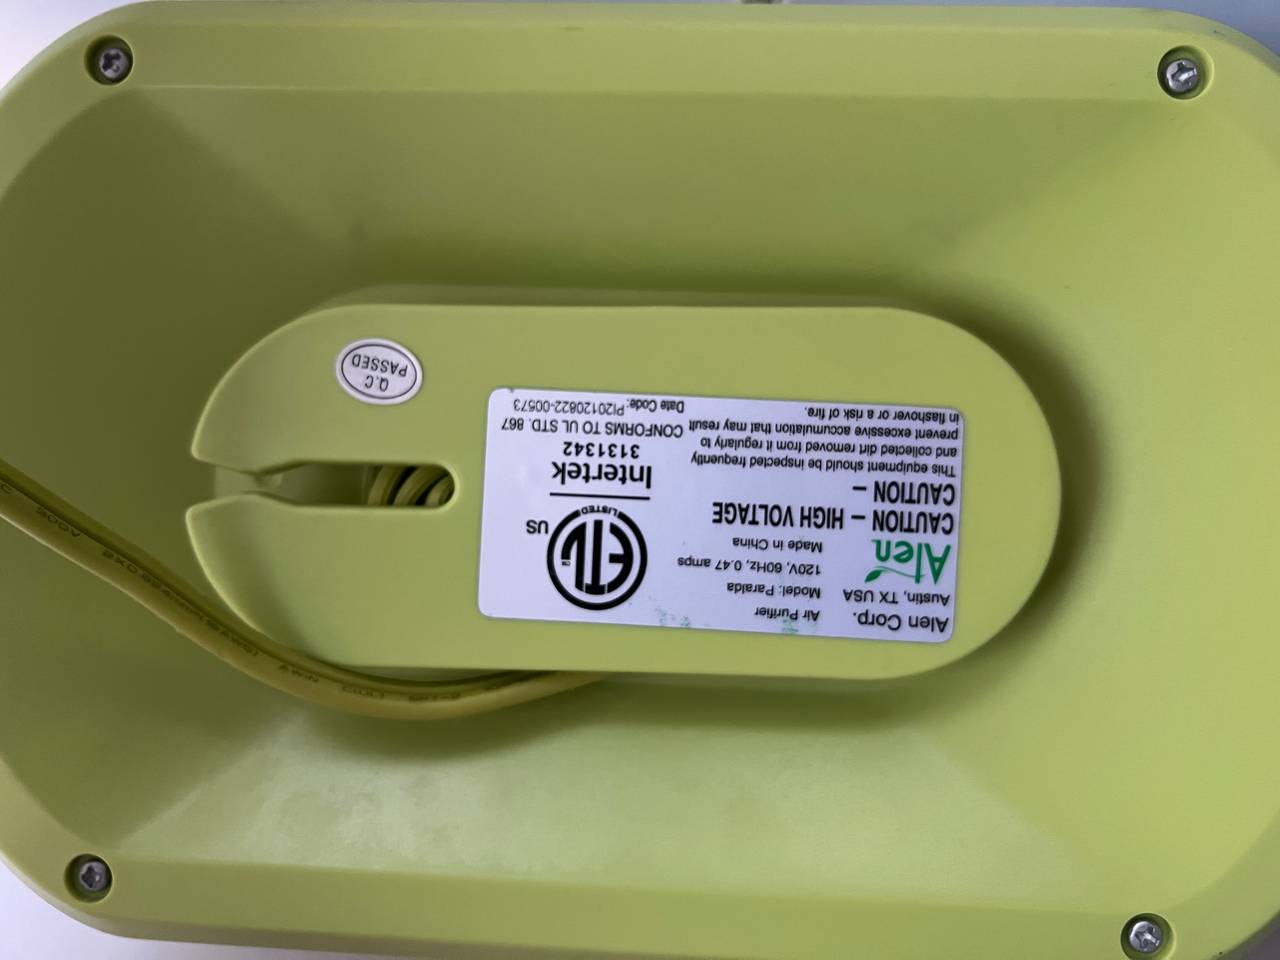 Alen Corp.
Austin, TX USA
Alen
Air Purifier
Model: Paralda
120V, 60Hz, 0.47 amps
Made in China
CAUTION – HIGH VOLTAGE
CAUTION –
This equipment should be inspected frequently
and collected dirt removed from it regularly to
prevent excessive accumulation that may result
in flashover or a risk of fire.
ETL
CM
LISTED
US
Intertek
3131342
CONFORMS TO UL STD. 867
Date Code: PI20120822-00573
Q.C
PASSED
300V